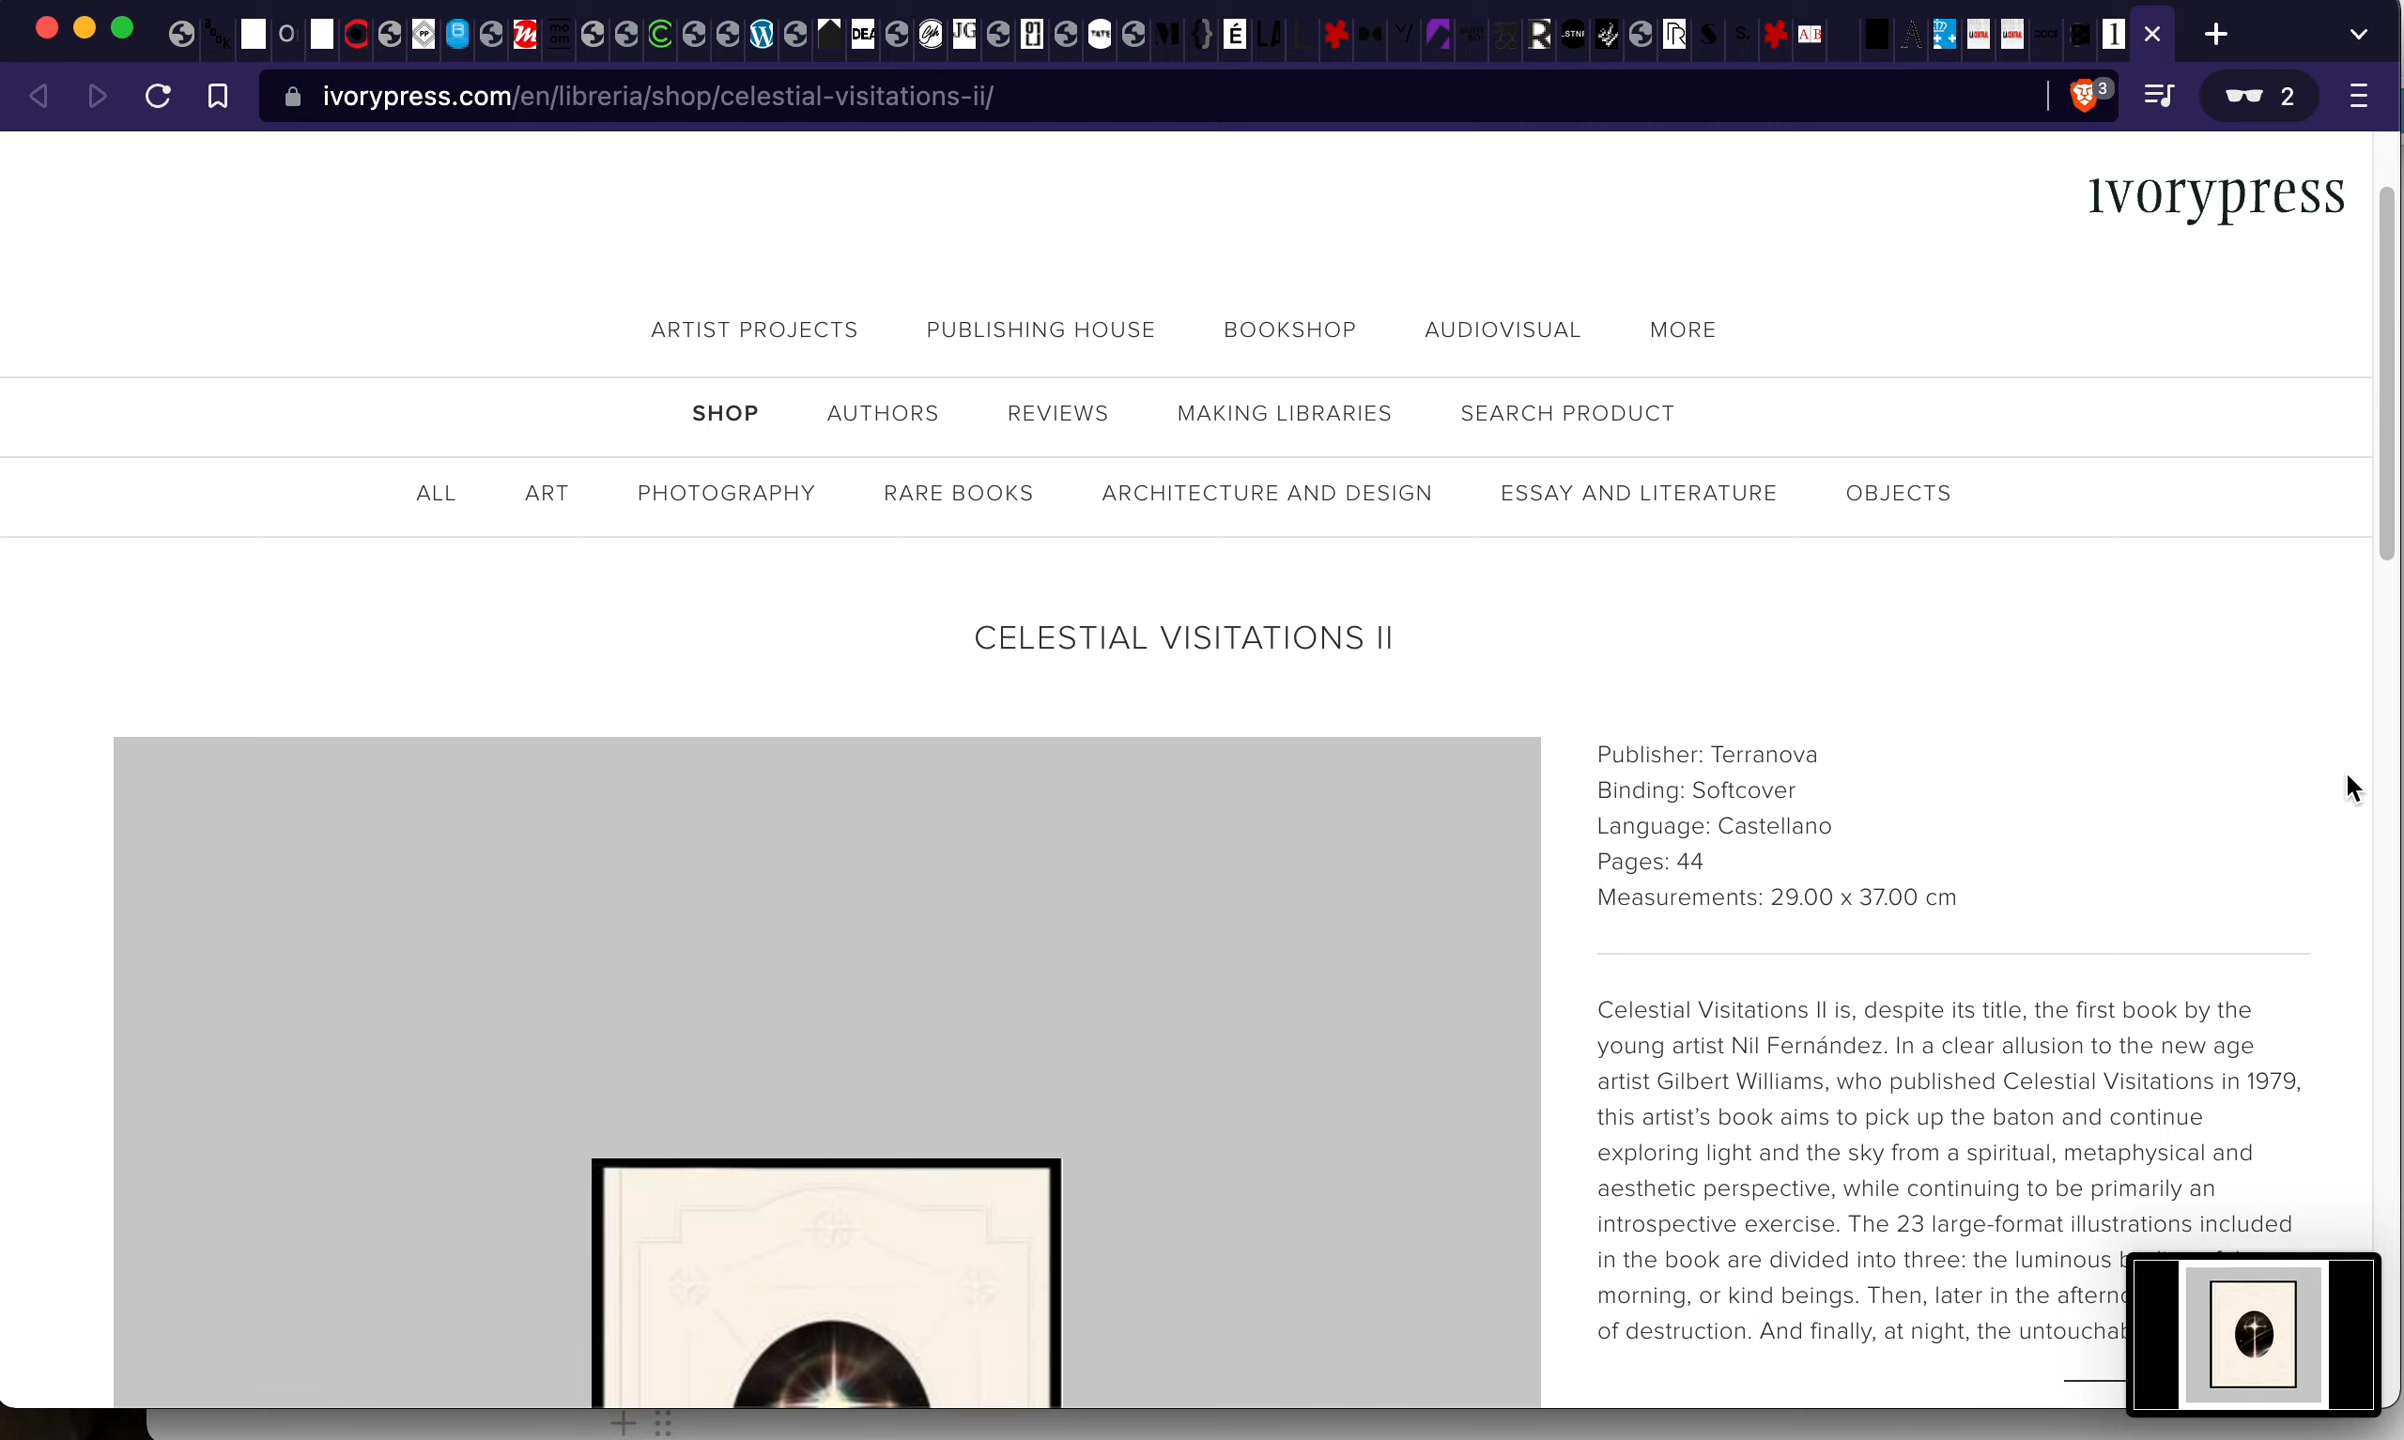 ivorypress.com/en/libreria/shop/celestial-visitations-ii/
3
2
ivorypress
ARTIST PROJECTS PUBLISHING HOUSE BOOKSHOP AUDIOVISUAL MORE
SHOP AUTHORS REVIEWS MAKING LIBRARIES SEARCH PRODUCT
ALL ART PHOTOGRAPHY RARE BOOKS ARCHITECTURE AND DESIGN ESSAY AND LITERATURE OBJECTS
CELESTIAL VISITATIONS II
Publisher: Terranova
Binding: Softcover
Language: Castellano
Pages: 44
Measurements: 29.00 x 37.00 cm
Celestial Visitations II is, despite its title, the first book by the
young artist Nil Fernández. In a clear allusion to the new age
artist Gilbert Williams, who published Celestial Visitations in 1979,
this artist’s book aims to pick up the baton and continue
exploring light and the sky from a spiritual, metaphysical and
aesthetic perspective, while continuing to be primarily an
introspective exercise. The 23 large-format illustrations included
in the book are divided into three: the luminous
morning, or kind beings. Then, later in the
of destruction. And finally, at night, the